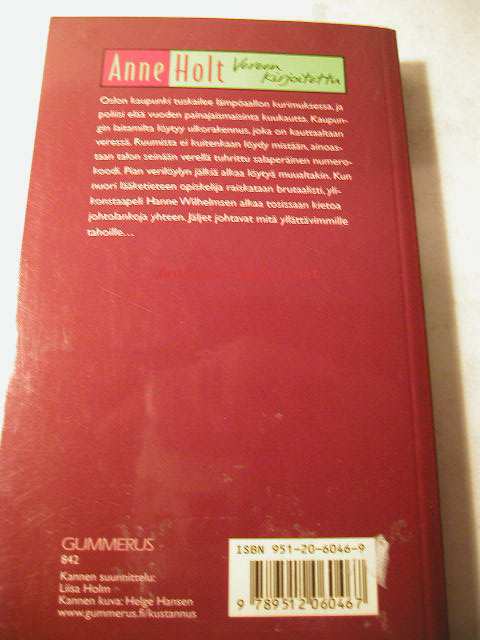 Anne Holt Vereen kirjoitettu
Oslon kaupunki tuskailee lämpöaallon kurimuksessa, ja
poliisi elää vuoden painajaismaisinta kuukautta. Kaupun-
gin laitamilta löytyy ulkorakennus, joka on kauttaaltaan
veressä. Ruumista ei kuitenkaan löydy mistään, ainoas-
taan talon seinään verellä tuhrittu salaperäinen numero-
koodi. Pian verilöylyn jälkiä alkaa löytyä muualtakin. Kun
nuori lääketieteen opiskelija raiskataan brutaalisti, yli-
konstaapeli Hanne Wilhelmsen alkaa tosissaan kietoa
johtolankoja yhteen. Jäljet johtavat mitä yllättävimmille
tahoille...
GUMMERUS
842
Kannen suunnittelu:
Liisa Holm
Kannen kuva: Helge Hansen
www.gummerus.fi/kustannus
ISBN 951-20-6046-9
9 789512 060467